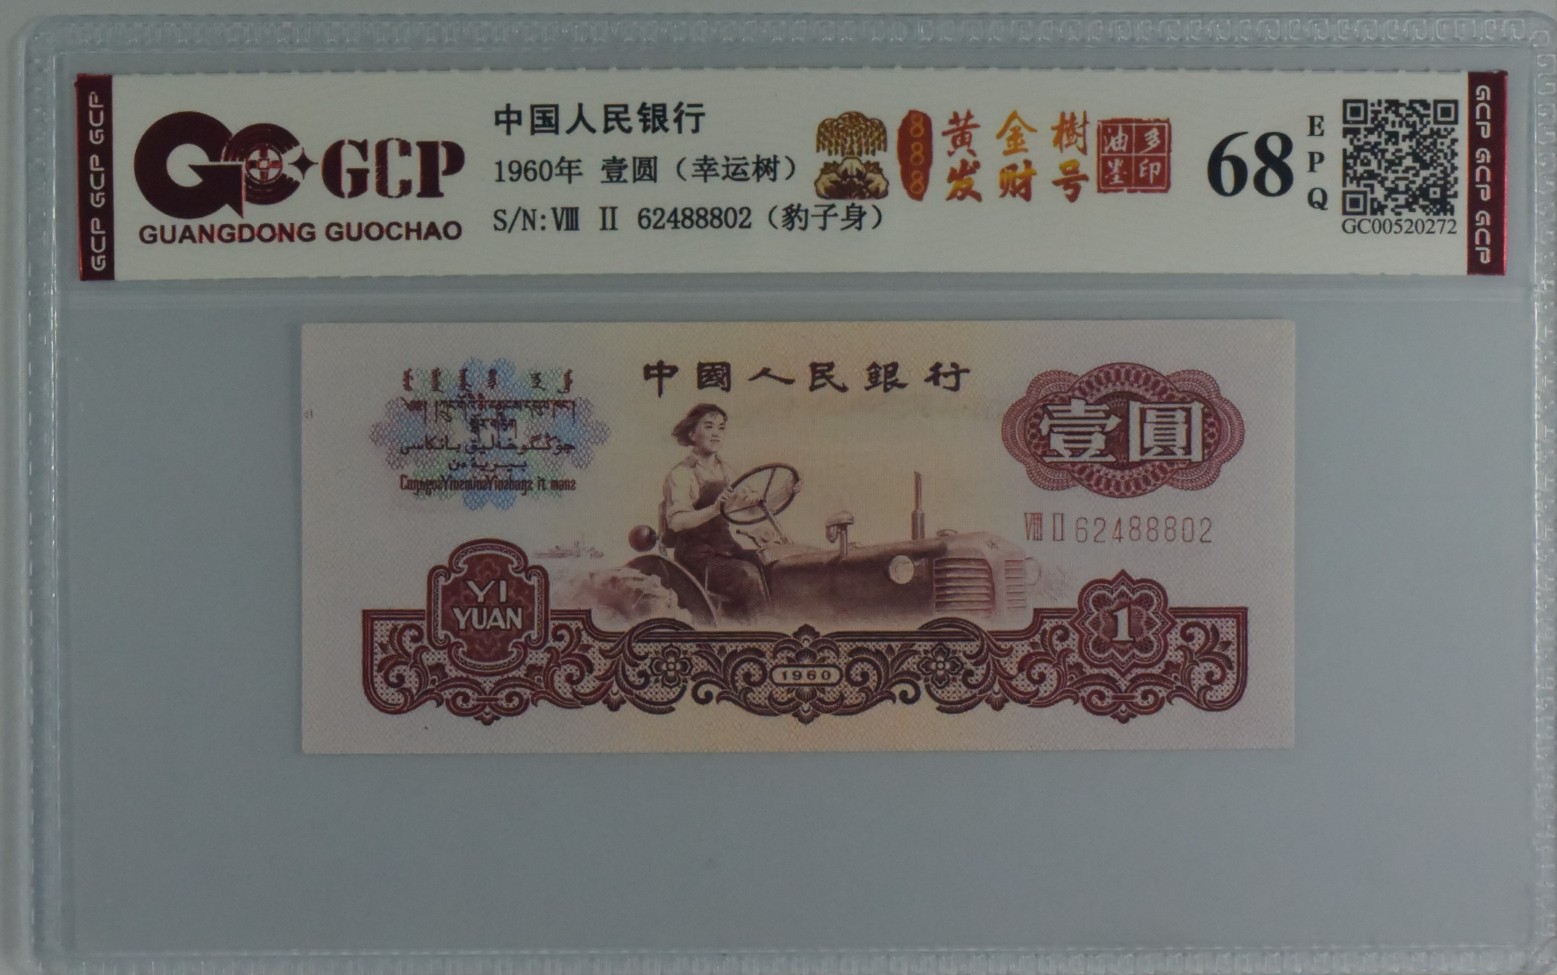 GCP GCP GCP
GCP
GUANGDONG GUOCHAO
中国人民银行
1960年 壹圆（幸运树）
S/N:Ⅷ Ⅱ 62488802（豹子身）
888
黄金樹
发财号
多印
油墨
68
EPQ
GC00520272
GCP GCP GCP
中國人民銀行
壹圓
Ⅷ Ⅱ 62488802
YI
YUAN
1960
1